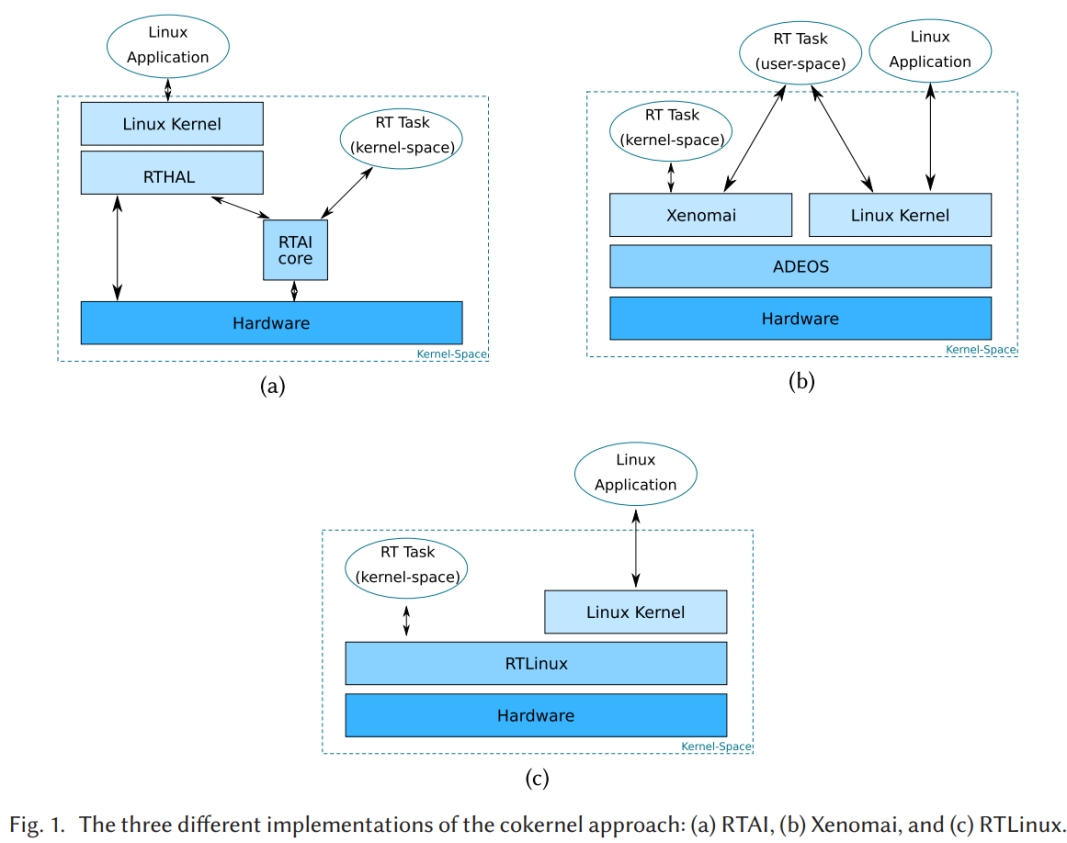 Linux
Application
Linux Kernel
RTHAL
RT Task
(kernel-space)
RTAI
core
Hardware
Kernel-Space
(a)
RT Task
(user-space)
Linux
Application
RT Task
(kernel-space)
Xenomai
Linux Kernel
ADEOS
Hardware
Kernel-Space
(b)
Linux
Application
RT Task
(kernel-space)
Linux Kernel
RTLinux
Hardware
Kernel-Space
(c)
Fig. 1. The three different implementations of the cokernel approach: (a) RTAI, (b) Xenomai, and (c) RTLinux.